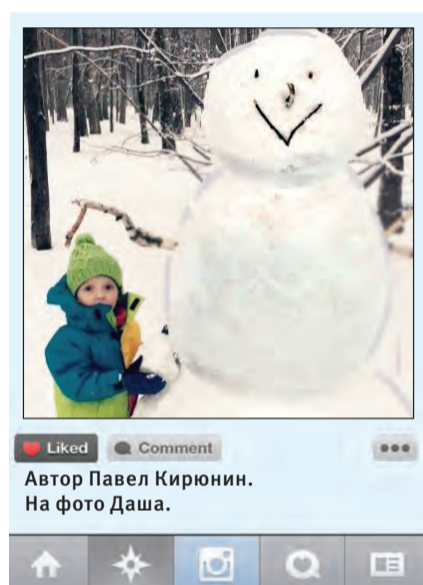 Liked Comment
Автор Павел Кирюнин.
На фото Даша.